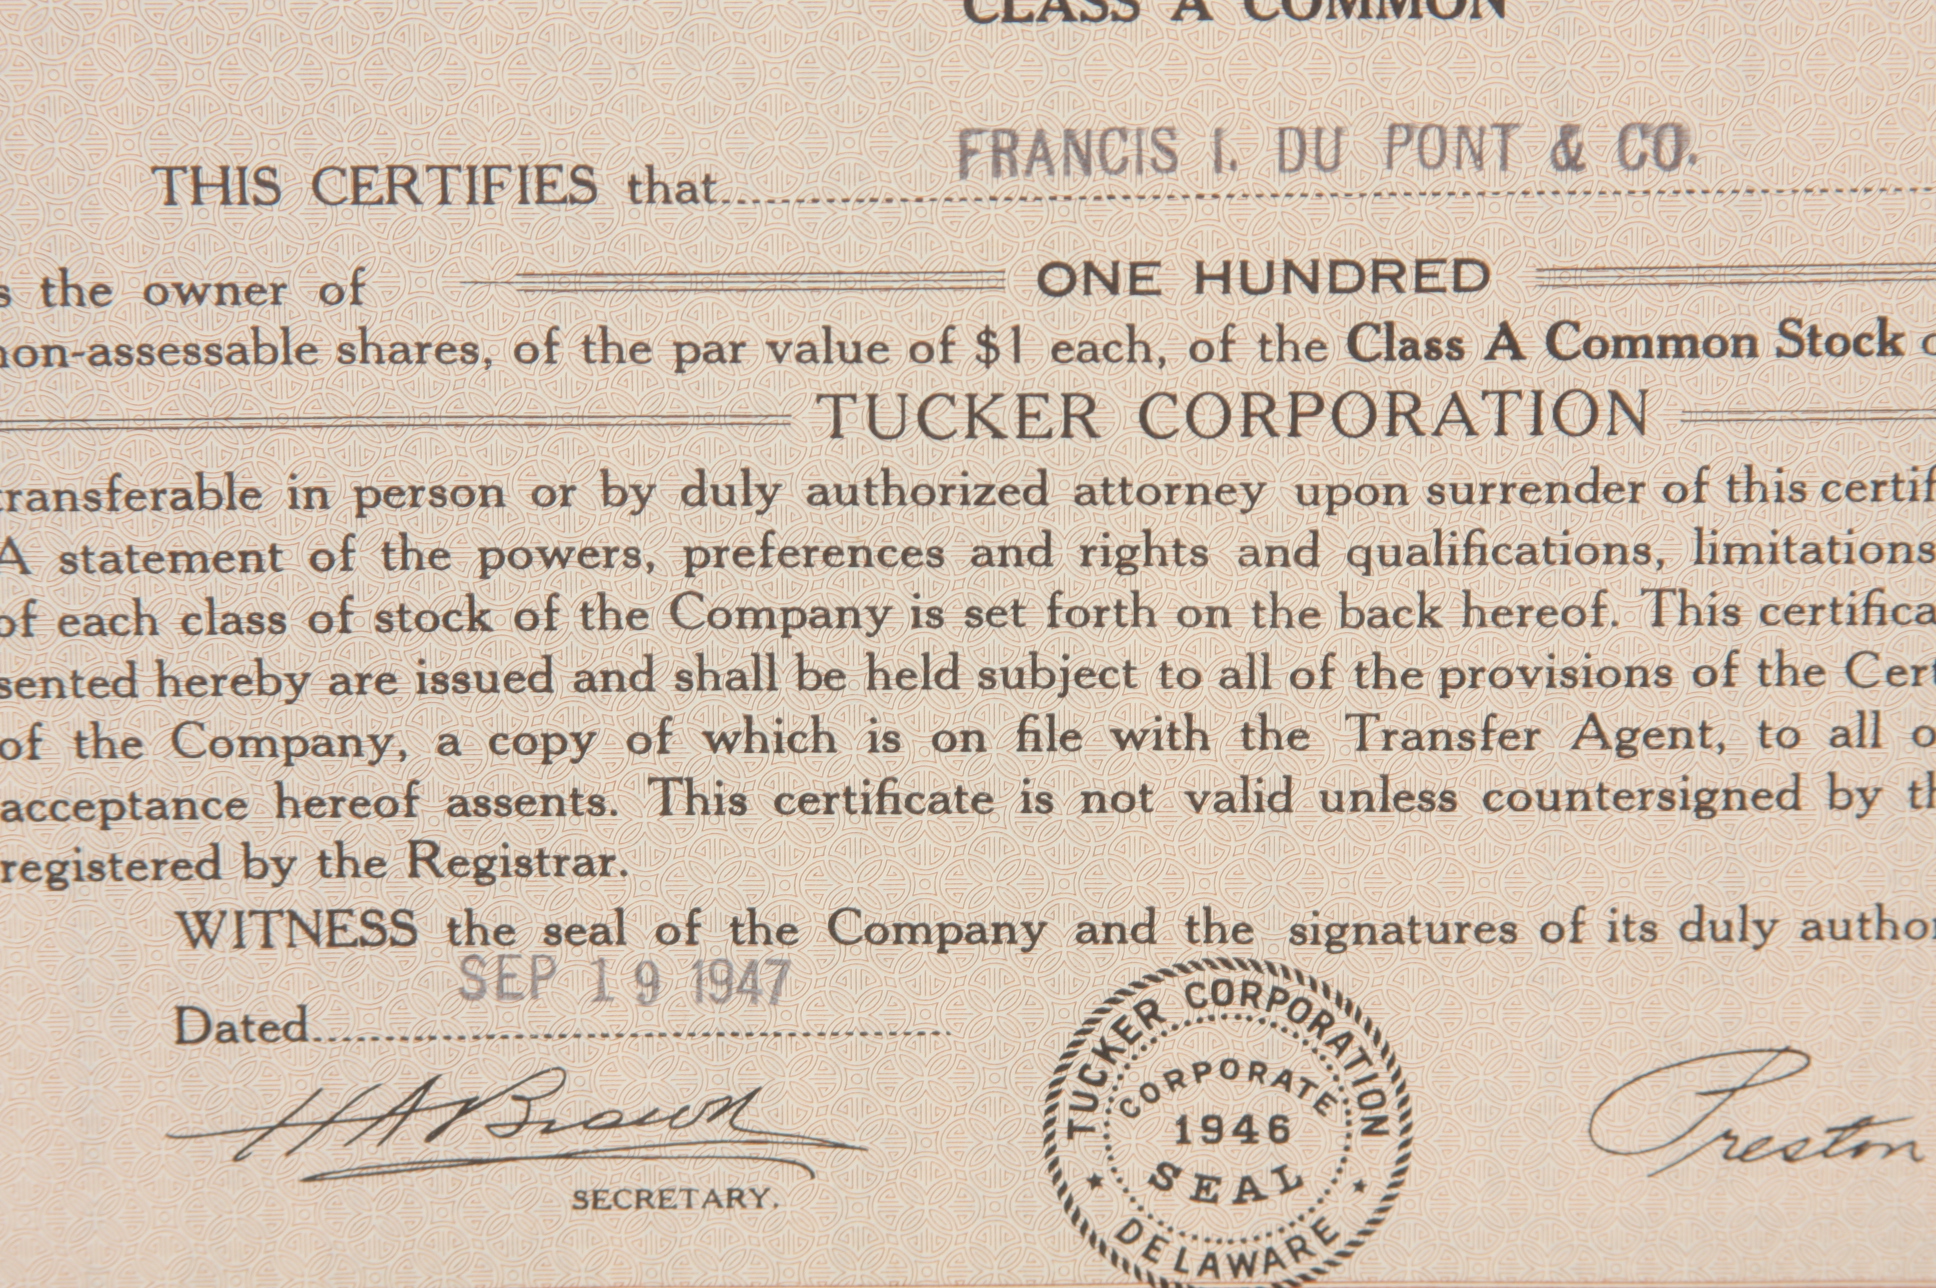 CLASS A COMMON
FRANCIS I. DU PONT & CO.
THIS CERTIFIES that
s the owner of ONE HUNDRED
non-assessable shares, of the par value of $1 each, of the Class A Common Stock o
TUCKER CORPORATION
transferable in person or by duly authorized attorney upon surrender of this certif
A statement of the powers, preferences and rights and qualifications, limitations
of each class of stock of the Company is set forth on the back hereof. This certifica
sented hereby are issued and shall be held subject to all of the provisions of the Cert
of the Company, a copy of which is on file with the Transfer Agent, to all o
acceptance hereof assents. This certificate is not valid unless countersigned by th
registered by the Registrar.
WITNESS the seal of the Company and the signatures of its duly author
SEP 19 1947
Dated
H A Brown
SECRETARY.
TUCKER CORPORATION
CORPORATE
1946
SEAL
DELAWARE
Preston